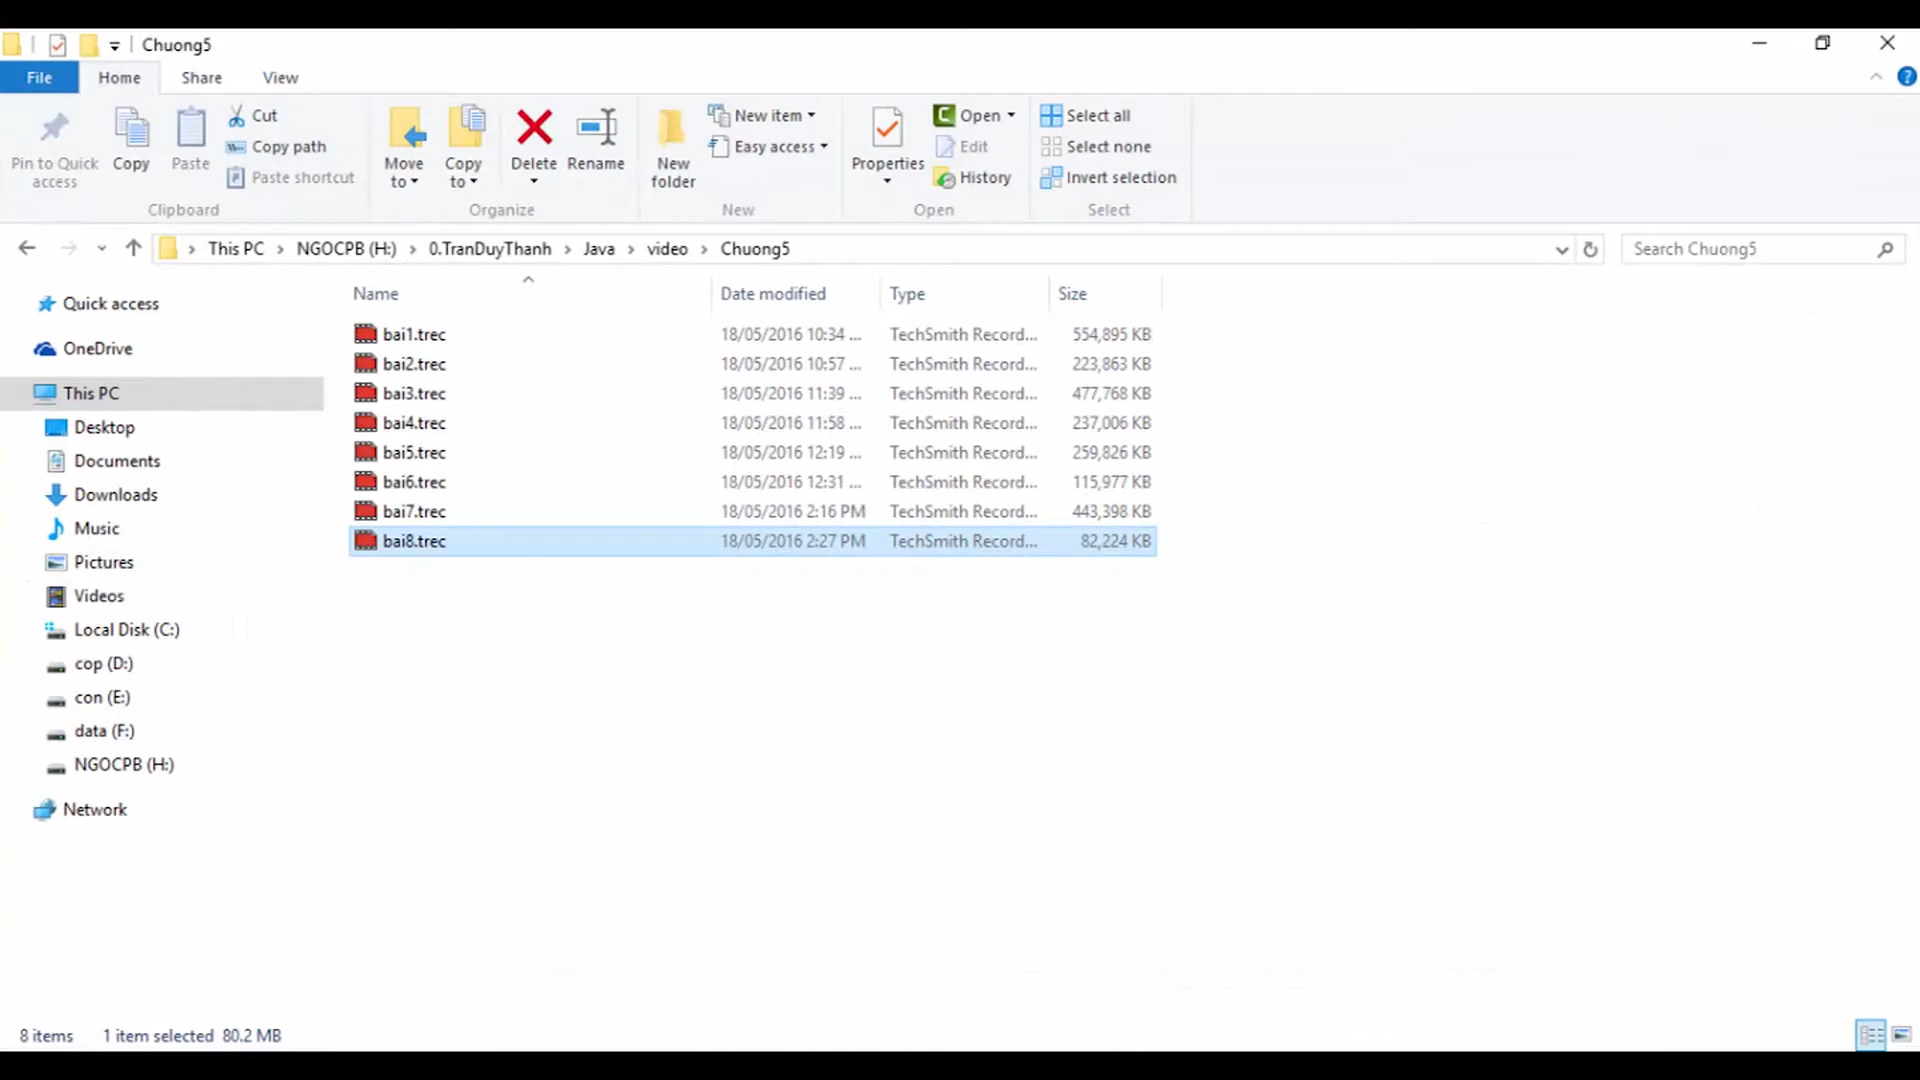 Chuong5
File Home Share View
Pin to Quick access
Copy
Paste
Cut
Copy path
Paste shortcut
Clipboard
Move to
Copy to
Delete
Rename
Organize
New folder
New item
Easy access
New
Properties
Open
Edit
History
Open
Select all
Select none
Invert selection
Select
This PC › NGOCPB (H:) › 0.TranDuyThanh › Java › video › Chuong5
Search Chuong5
Quick access
OneDrive
This PC
Desktop
Documents
Downloads
Music
Pictures
Videos
Local Disk (C:)
cop (D:)
con (E:)
data (F:)
NGOCPB (H:)
Network
Name Date modified Type Size
bai1.trec 18/05/2016 10:34 ... TechSmith Record... 554,895 KB
bai2.trec 18/05/2016 10:57 ... TechSmith Record... 223,863 KB
bai3.trec 18/05/2016 11:39 ... TechSmith Record... 477,768 KB
bai4.trec 18/05/2016 11:58 ... TechSmith Record... 237,006 KB
bai5.trec 18/05/2016 12:19 ... TechSmith Record... 259,826 KB
bai6.trec 18/05/2016 12:31 ... TechSmith Record... 115,977 KB
bai7.trec 18/05/2016 2:16 PM TechSmith Record... 443,398 KB
bai8.trec 18/05/2016 2:27 PM TechSmith Record... 82,224 KB
8 items 1 item selected 80.2 MB